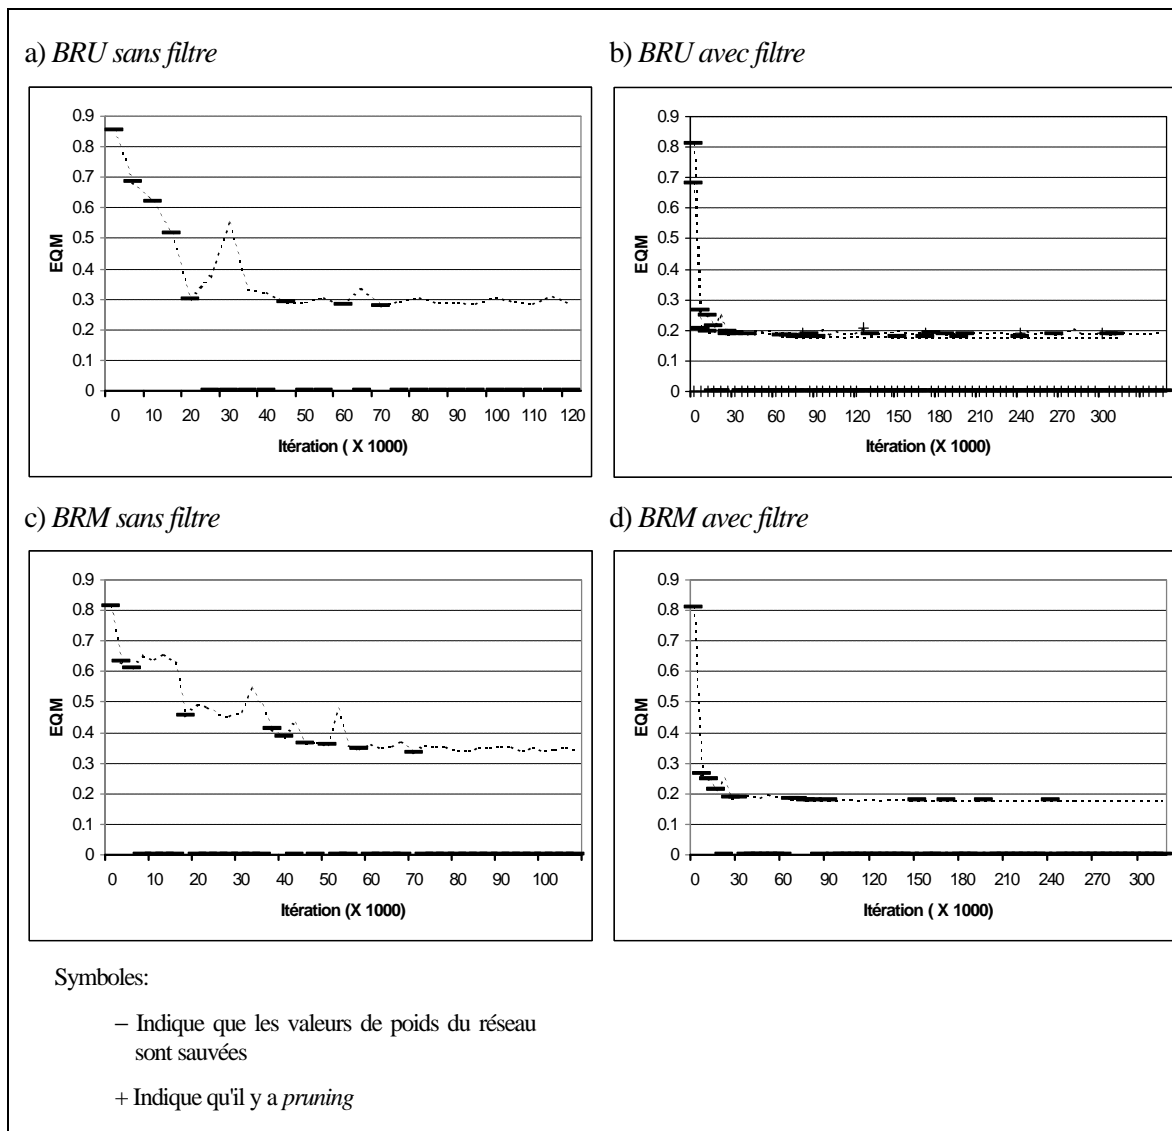 a) BRU sans filtre
b) BRU avec filtre
0.9
0.8
0.7
0.6
0.5
0.4
0.3
0.2
0.1
0
EQM
0 10 20 30 40 50 60 70 80 90 100 110 120
Itération ( X 1000)
0.9
0.8
0.7
0.6
0.5
0.4
0.3
0.2
0.1
0
EQM
0 30 60 90 120 150 180 210 240 270 300
Itération (X 1000)
c) BRM sans filtre
d) BRM avec filtre
0.9
0.8
0.7
0.6
0.5
0.4
0.3
0.2
0.1
0
EQM
0 10 20 30 40 50 60 70 80 90 100
Itération (X 1000)
0.9
0.8
0.7
0.6
0.5
0.4
0.3
0.2
0.1
0
EQM
0 30 60 90 120 150 180 210 240 270 300
Itération ( X 1000)
Symboles:
– Indique que les valeurs de poids du réseau
sont sauvées
+ Indique qu'il y a pruning